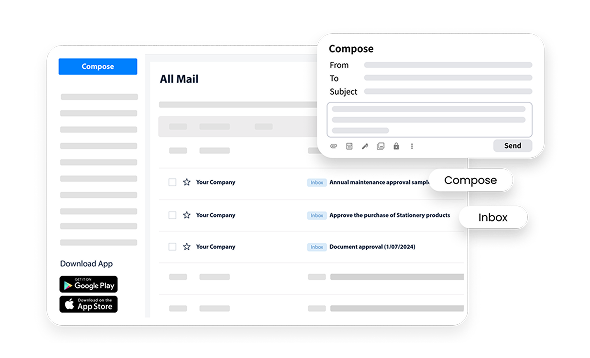 Compose
All Mail
Your Company Inbox Annual maintenance approval sample
Your Company Inbox Approve the purchase of Stationery products
Your Company Inbox Document approval (1/07/2024)
Download App
GET IT ON
Google Play
Download on the
App Store
Compose
From
To
Subject
Send
Compose
Inbox